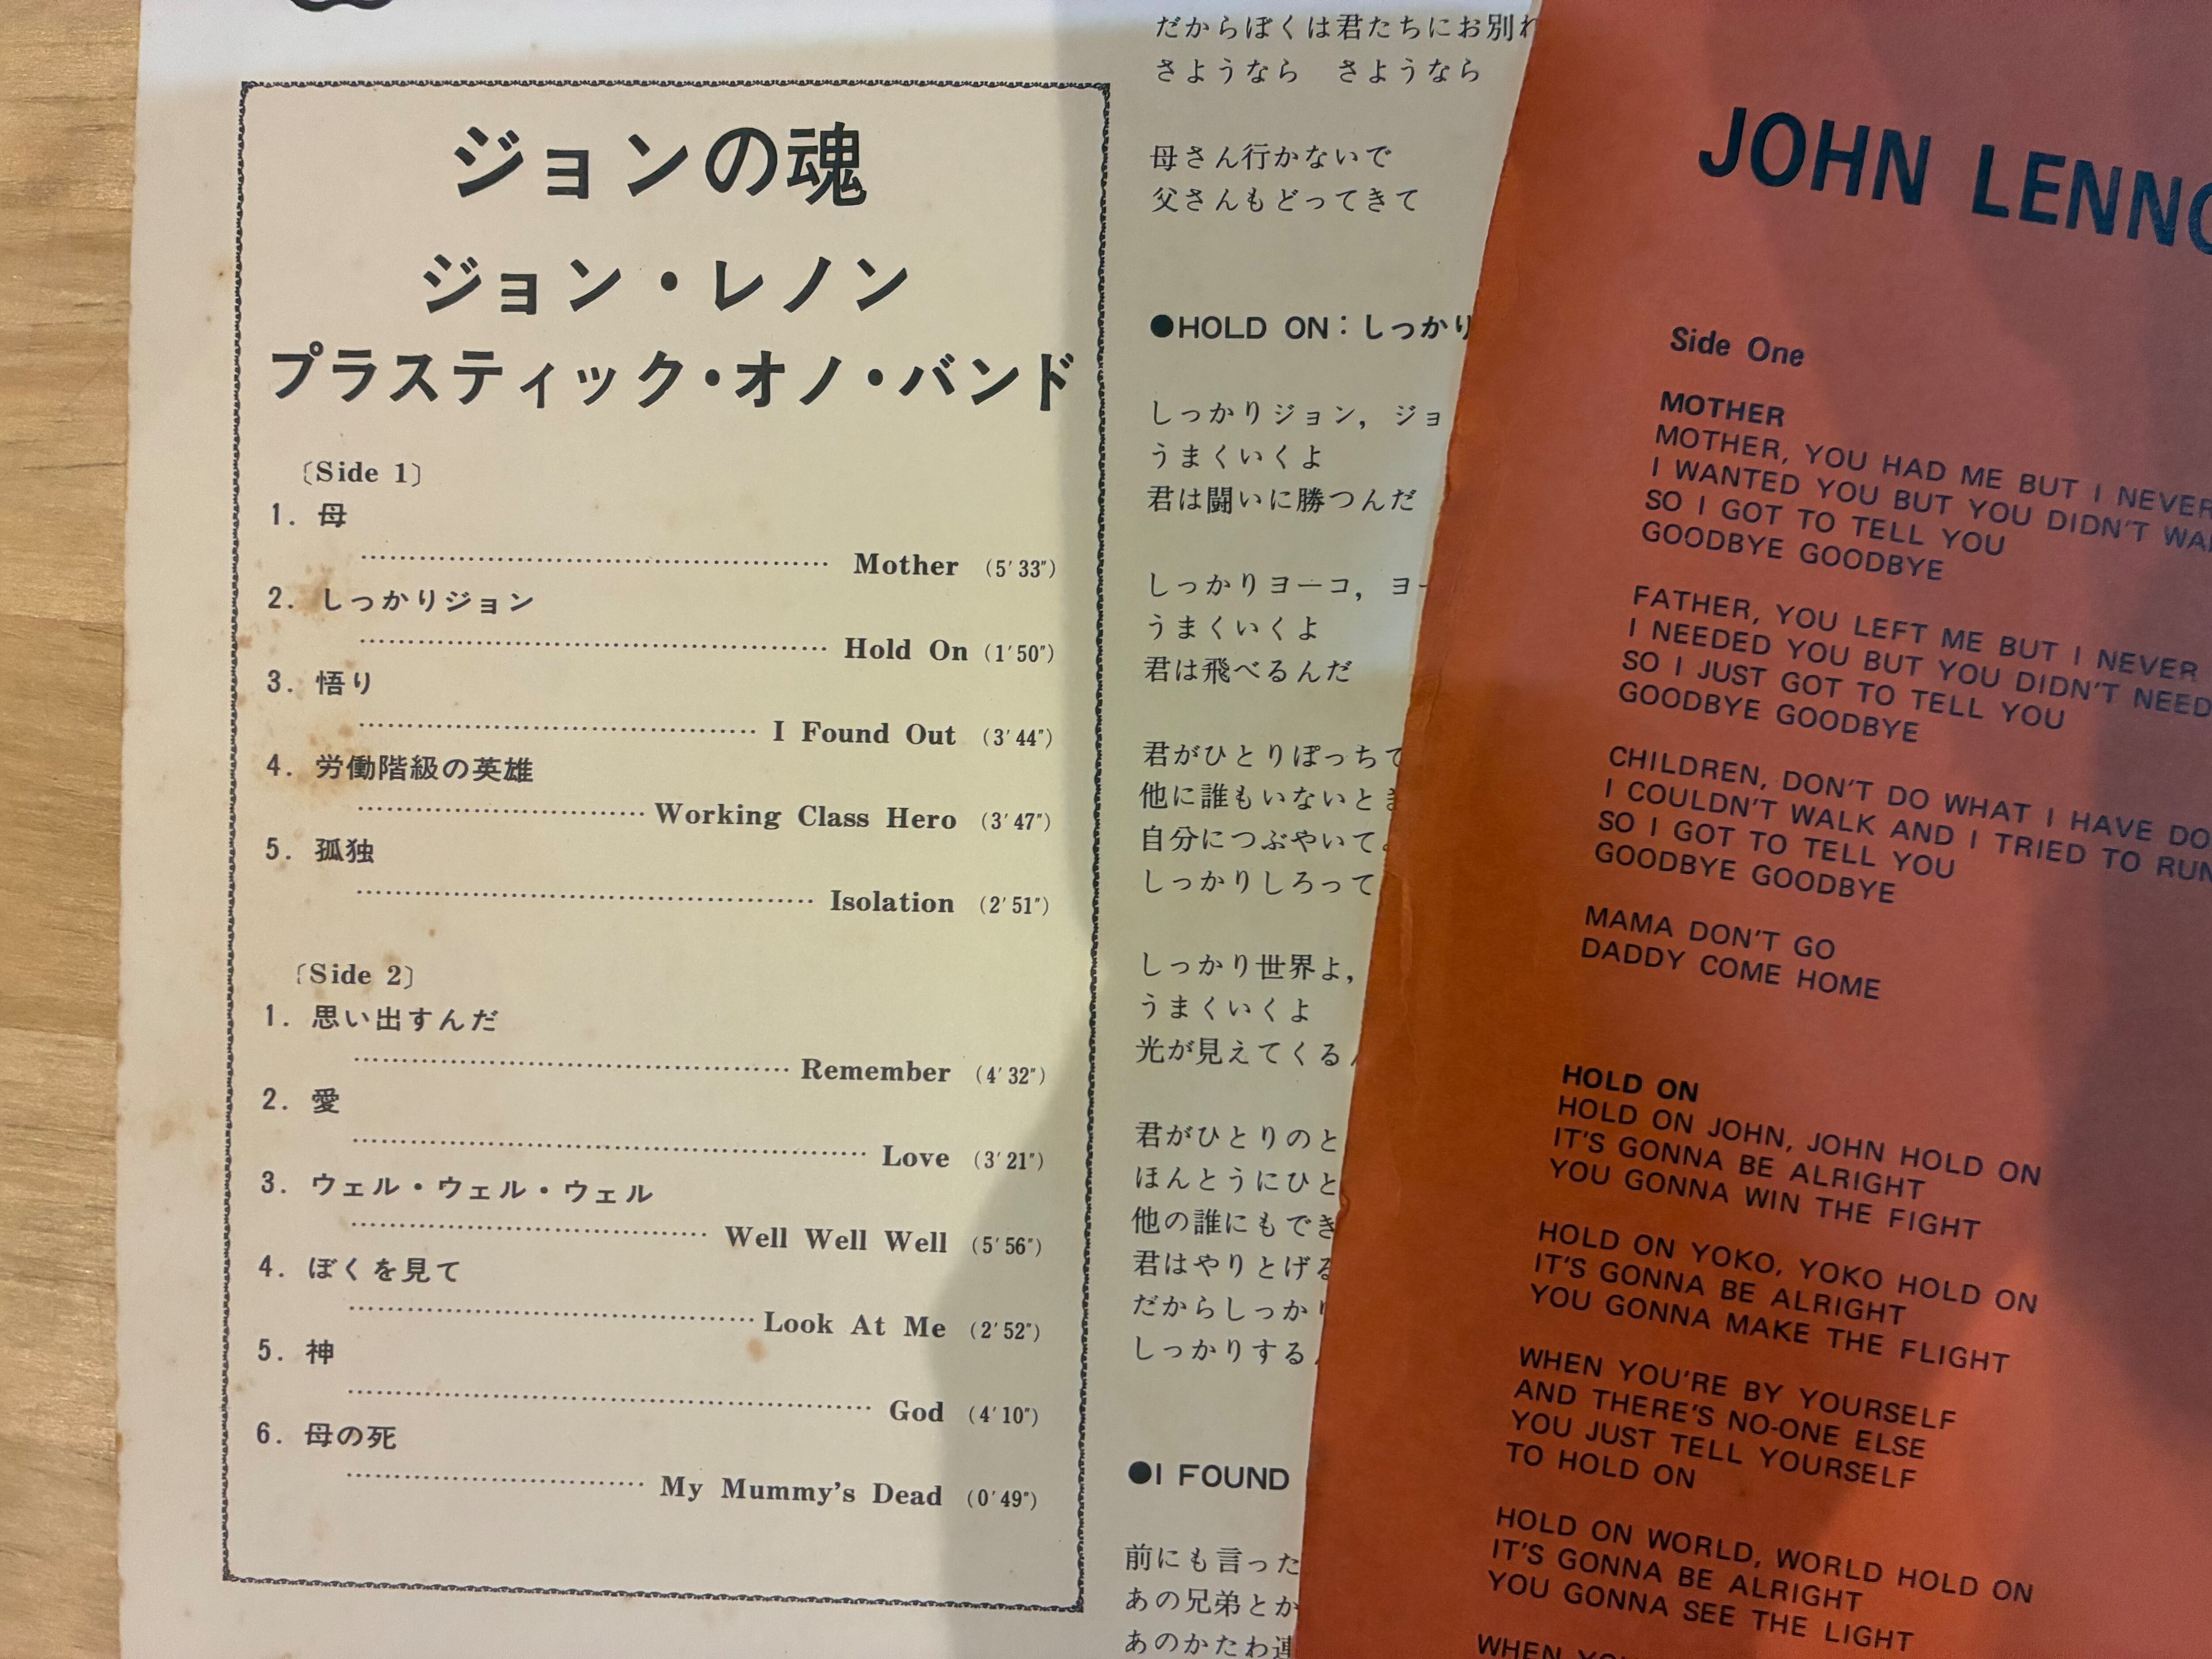 ジョンの魂
ジョン・レノン
プラスティック・オノ・バンド
〔Side 1〕
1. 母
Mother (5′33″)
2. しっかりジョン
Hold On (1′50″)
3. 悟り
I Found Out (3′44″)
4. 労働階級の英雄
Working Class Hero (3′47″)
5. 孤独
Isolation (2′51″)
〔Side 2〕
1. 思い出すんだ
Remember (4′32″)
2. 愛
Love (3′21″)
3. ウェル・ウェル・ウェル
Well Well Well (5′56″)
4. ぼくを見て
Look At Me (2′52″)
5. 神
God (4′10″)
6. 母の死
My Mummy's Dead (0′49″)
だからぼくは君たちにお別れ
さようなら さようなら
母さん行かないで
父さんもどってきて
●HOLD ON：しっかり
しっかりジョン，ジョ
うまくいくよ
君は闘いに勝つんだ
しっかりヨーコ，ヨー
うまくいくよ
君は飛べるんだ
君がひとりぽっちで
他に誰もいないとき
自分につぶやいて
しっかりしろって
しっかり世界よ，
うまくいくよ
光が見えてくる
君がひとりのと
ほんとうにひと
他の誰にもでき
君はやりとげる
だからしっかり
しっかりする
●I FOUND
前にも言った
あの兄弟とか
あのかたわ連
JOHN LENNO
Side One
MOTHER
MOTHER, YOU HAD ME BUT I NEVER
I WANTED YOU BUT YOU DIDN'T WA
SO I GOT TO TELL YOU
GOODBYE GOODBYE
FATHER, YOU LEFT ME BUT I NEVER
I NEEDED YOU BUT YOU DIDN'T NEED
SO I JUST GOT TO TELL YOU
GOODBYE GOODBYE
CHILDREN, DON'T DO WHAT I HAVE DO
I COULDN'T WALK AND I TRIED TO RUN
SO I GOT TO TELL YOU
GOODBYE GOODBYE
MAMA DON'T GO
DADDY COME HOME
HOLD ON
HOLD ON JOHN, JOHN HOLD ON
IT'S GONNA BE ALRIGHT
YOU GONNA WIN THE FIGHT
HOLD ON YOKO, YOKO HOLD ON
IT'S GONNA BE ALRIGHT
YOU GONNA MAKE THE FLIGHT
WHEN YOU'RE BY YOURSELF
AND THERE'S NO-ONE ELSE
YOU JUST TELL YOURSELF
TO HOLD ON
HOLD ON WORLD, WORLD HOLD ON
IT'S GONNA BE ALRIGHT
YOU GONNA SEE THE LIGHT
WHEN